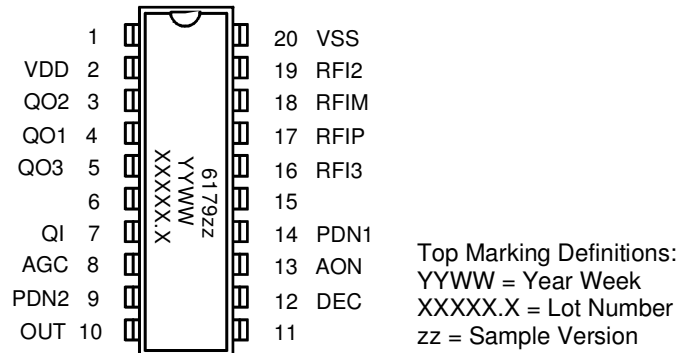 1 20 VSS
VDD 2 19 RFI2
QO2 3 18 RFIM
QO1 4 17 RFIP
QO3 5 16 RFI3
6 15
QI 7 14 PDN1
AGC 8 13 AON
PDN2 9 12 DEC
OUT 10 11
6179zz
YYWW
XXXXX.X
Top Marking Definitions:
YYWW = Year Week
XXXXX.X = Lot Number
zz = Sample Version